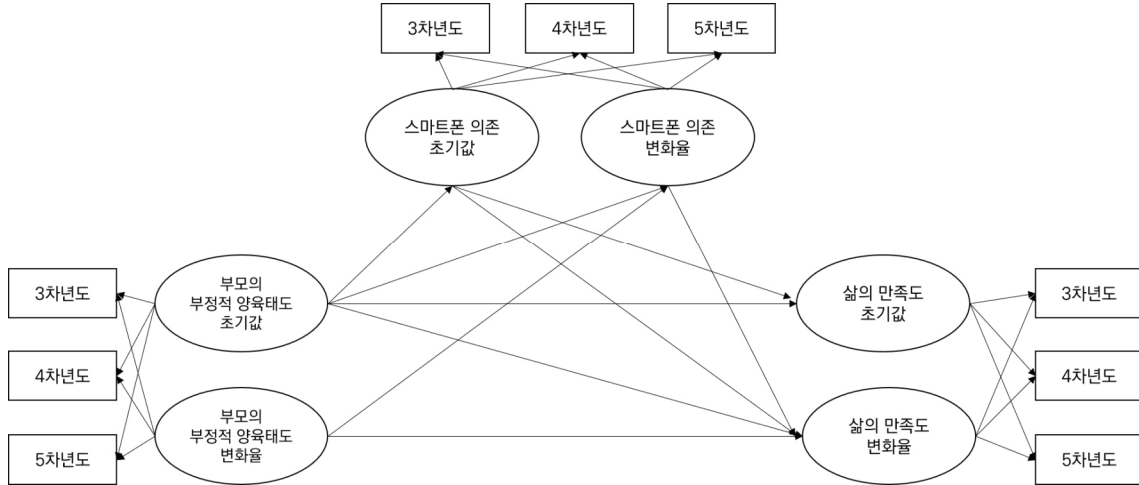 3차년도
4차년도
5차년도
스마트폰 의존
초기값
스마트폰 의존
변화율
3차년도
4차년도
5차년도
부모의
부정적 양육태도
초기값
부모의
부정적 양육태도
변화율
삶의 만족도
초기값
삶의 만족도
변화율
3차년도
4차년도
5차년도